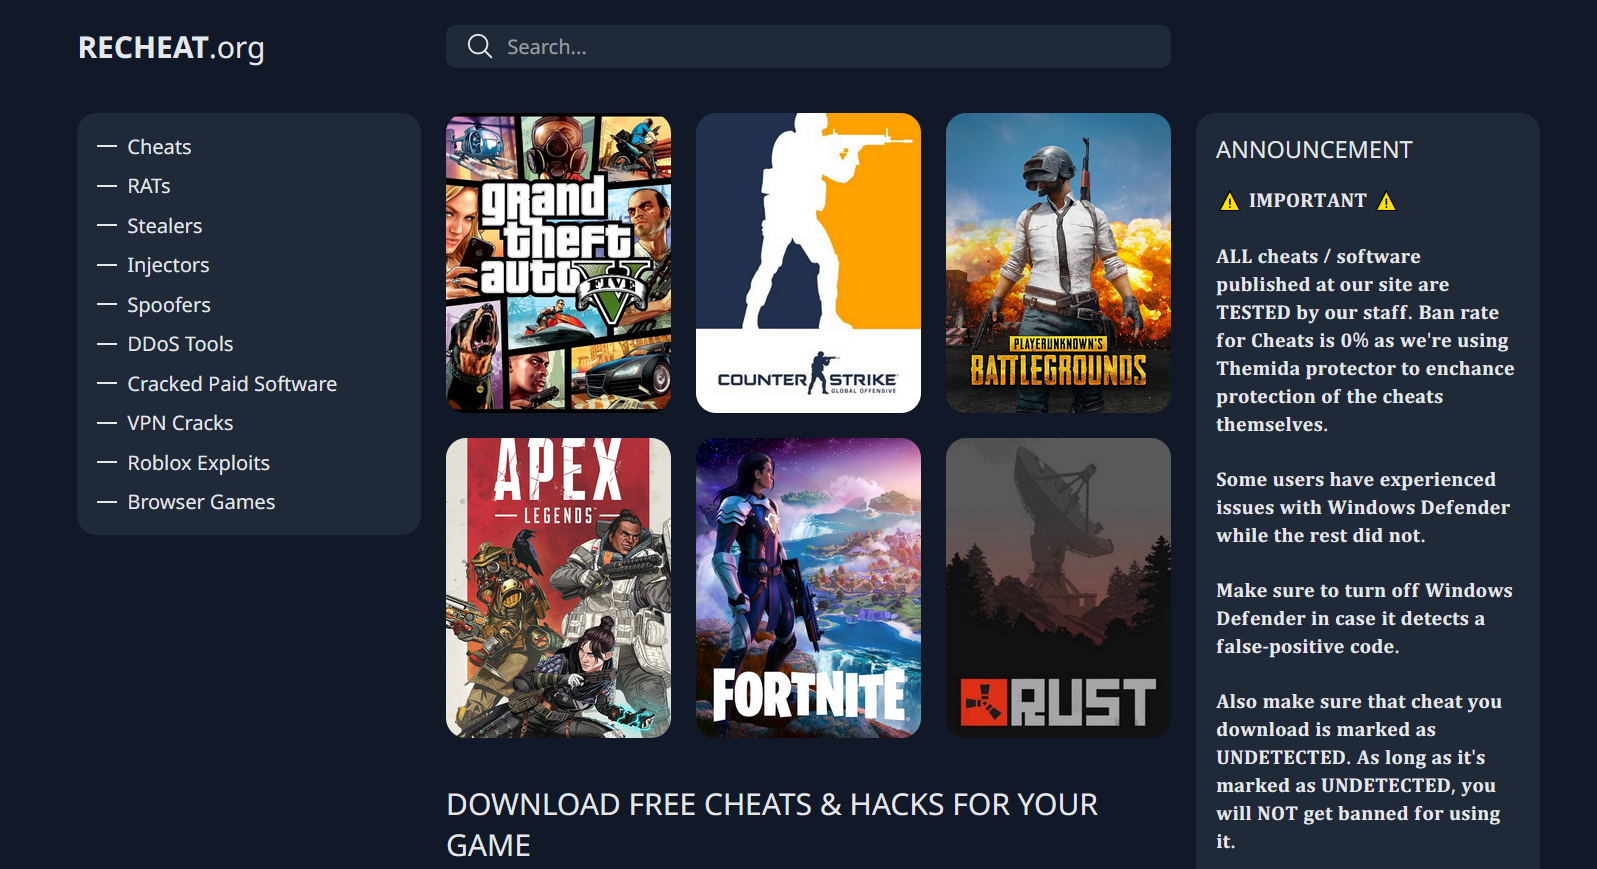 RECHEAT.org
Search...
Cheats
RATs
Stealers
Injectors
Spoofers
DDoS Tools
Cracked Paid Software
VPN Cracks
Roblox Exploits
Browser Games
grand
theft
auto
FIVE
COUNTER STRIKE
GLOBAL OFFENSIVE
PLAYERUNKNOWN'S
BATTLEGROUNDS
APEX
LEGENDS
FORTNITE
RUST
DOWNLOAD FREE CHEATS & HACKS FOR YOUR
GAME
ANNOUNCEMENT
⚠ IMPORTANT ⚠
ALL cheats / software
published at our site are
TESTED by our staff. Ban rate
for Cheats is 0% as we're using
Themida protector to enchance
protection of the cheats
themselves.
Some users have experienced
issues with Windows Defender
while the rest did not.
Make sure to turn off Windows
Defender in case it detects a
false-positive code.
Also make sure that cheat you
download is marked as
UNDETECTED. As long as it's
marked as UNDETECTED, you
will NOT get banned for using
it.